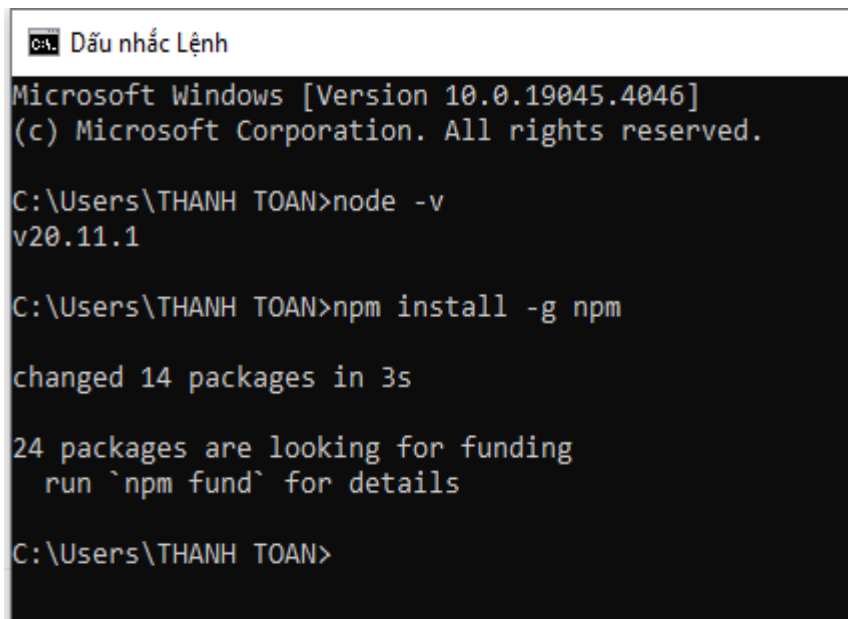 Dấu nhắc Lệnh
Microsoft Windows [Version 10.0.19045.4046]
(c) Microsoft Corporation. All rights reserved.
C:\Users\THANH TOAN>node -v
v20.11.1
C:\Users\THANH TOAN>npm install -g npm
changed 14 packages in 3s
24 packages are looking for funding
  run `npm fund` for details
C:\Users\THANH TOAN>